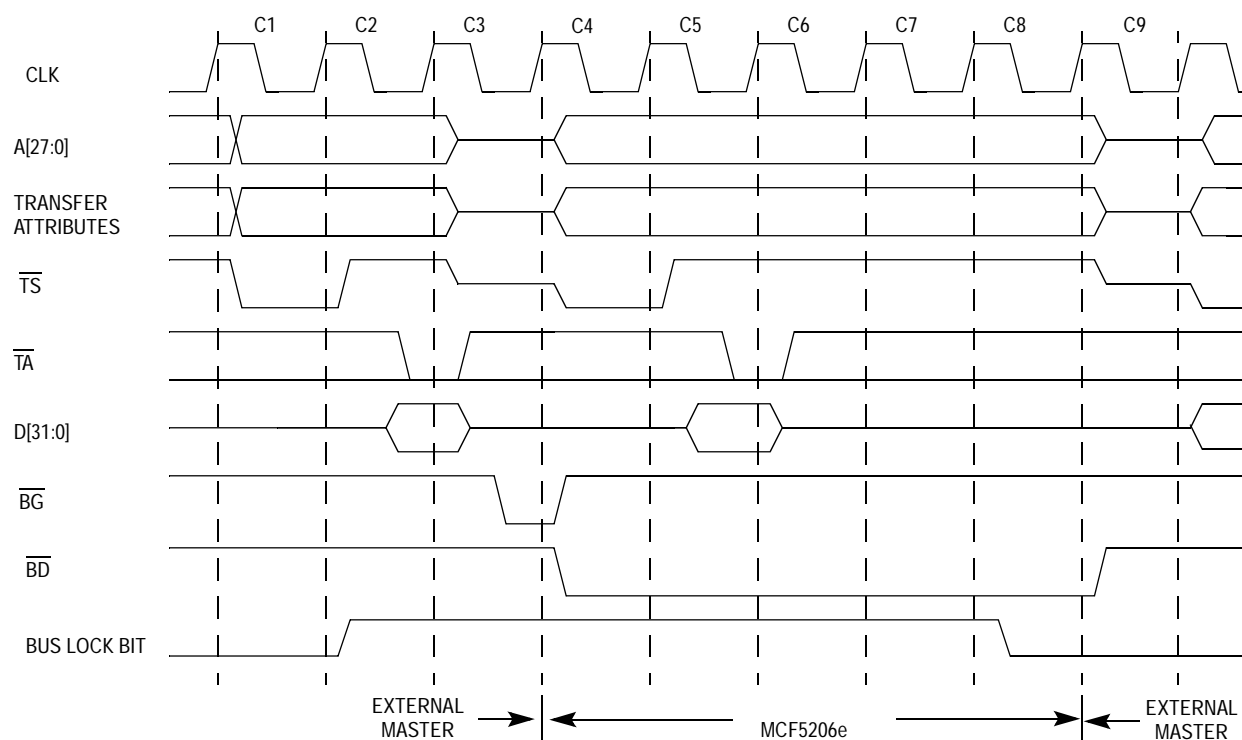 C1 C2 C3 C4 C5 C6 C7 C8 C9
CLK
A[27:0]
TRANSFER
ATTRIBUTES
TS
TA
D[31:0]
BG
BD
BUS LOCK BIT
EXTERNAL
MASTER
MCF5206e
EXTERNAL
MASTER